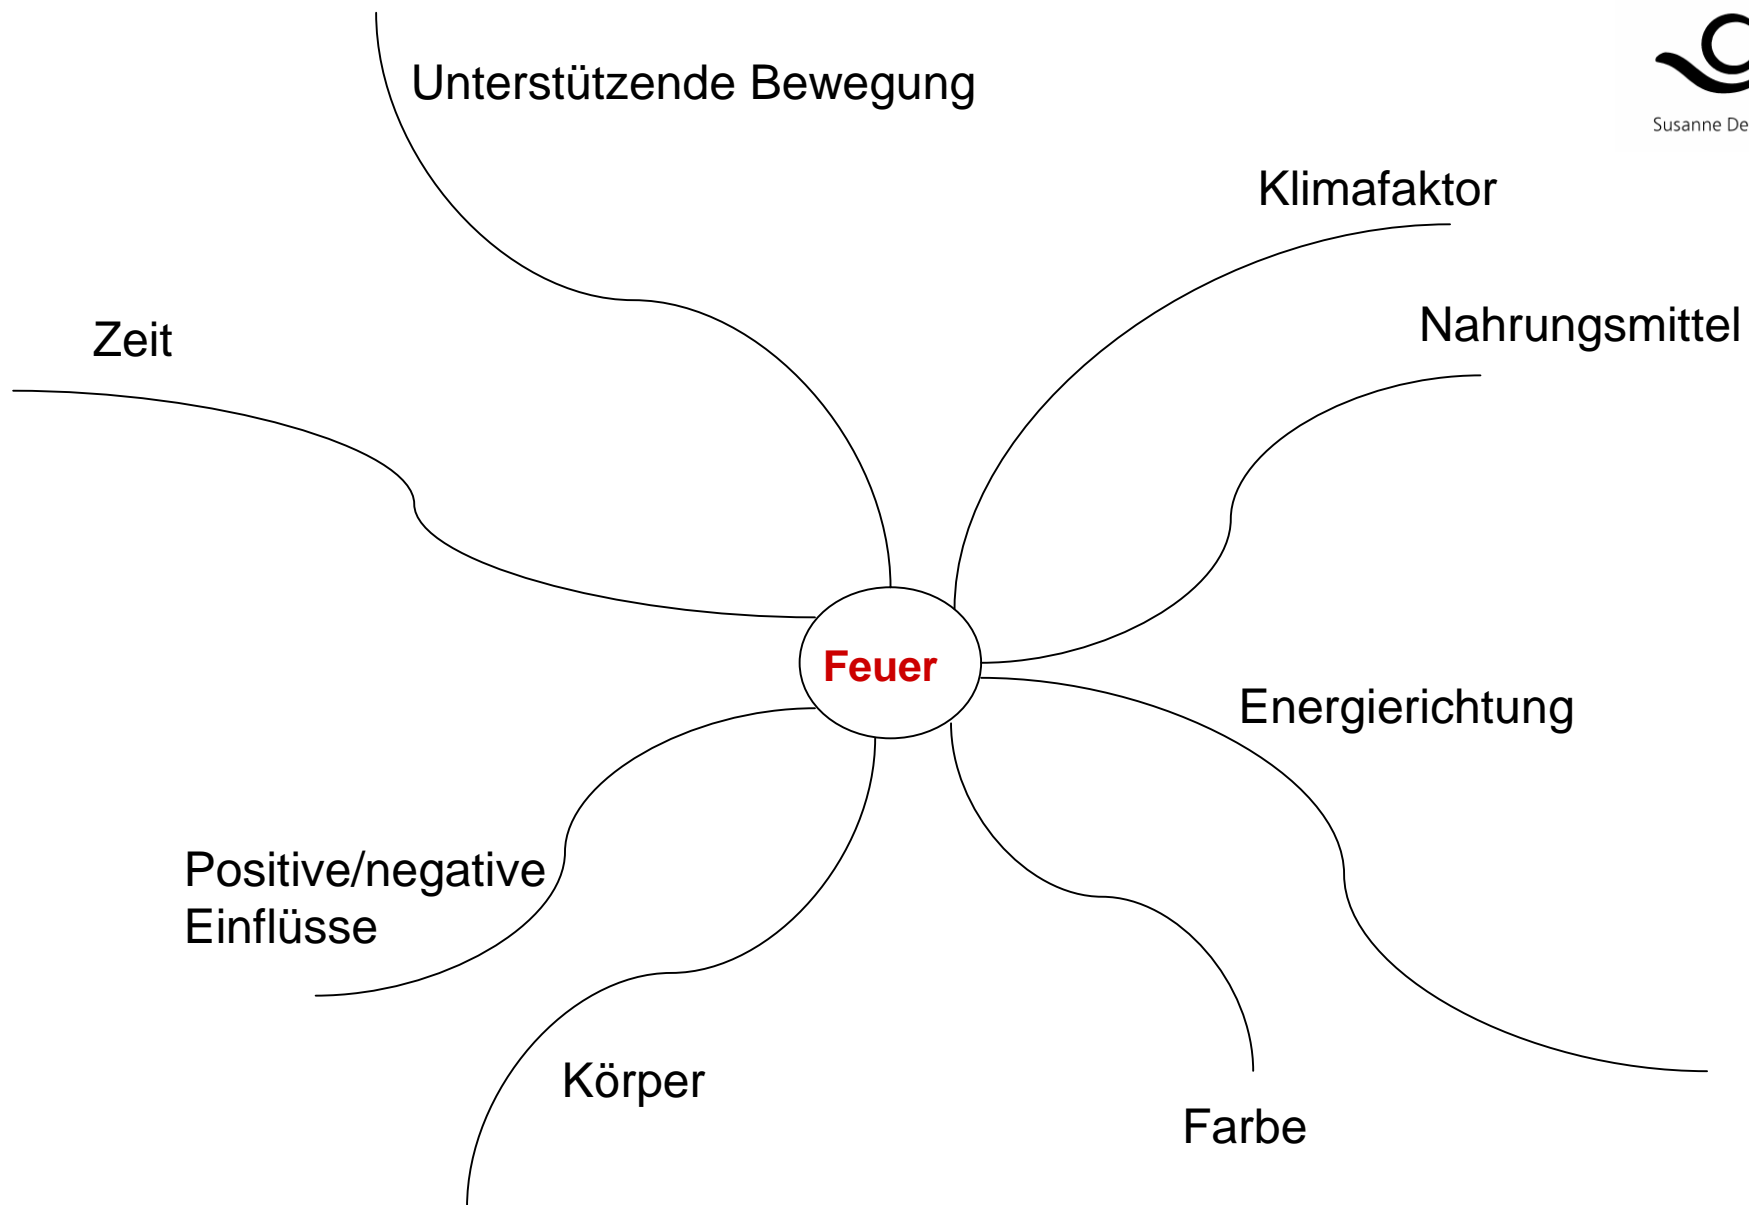 Unterstützende Bewegung
Susanne De
Klimafaktor
Nahrungsmittel
Zeit
Feuer
Energierichtung
Positive/negative
Einflüsse
Körper
Farbe